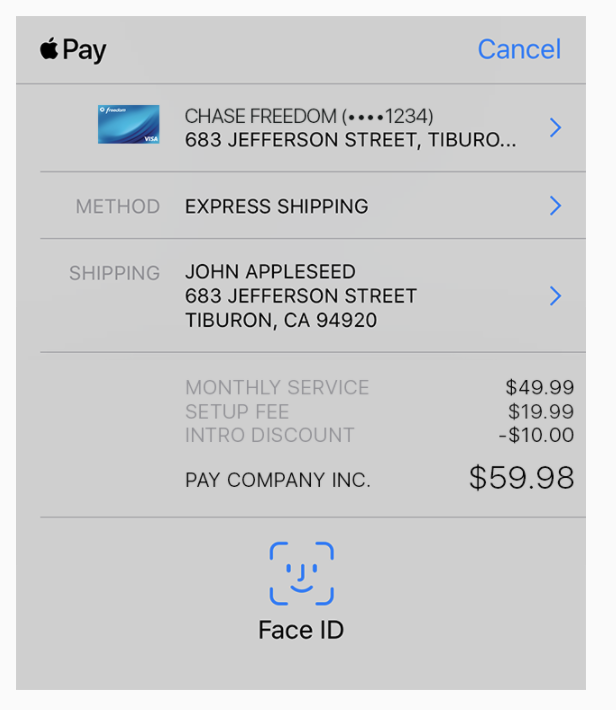 Pay
Cancel
freedom
VISA
CHASE FREEDOM (••••1234)
683 JEFFERSON STREET, TIBURO...
METHOD
EXPRESS SHIPPING
SHIPPING
JOHN APPLESEED
683 JEFFERSON STREET
TIBURON, CA 94920
MONTHLY SERVICE $49.99
SETUP FEE $19.99
INTRO DISCOUNT -$10.00
PAY COMPANY INC. $59.98
Face ID